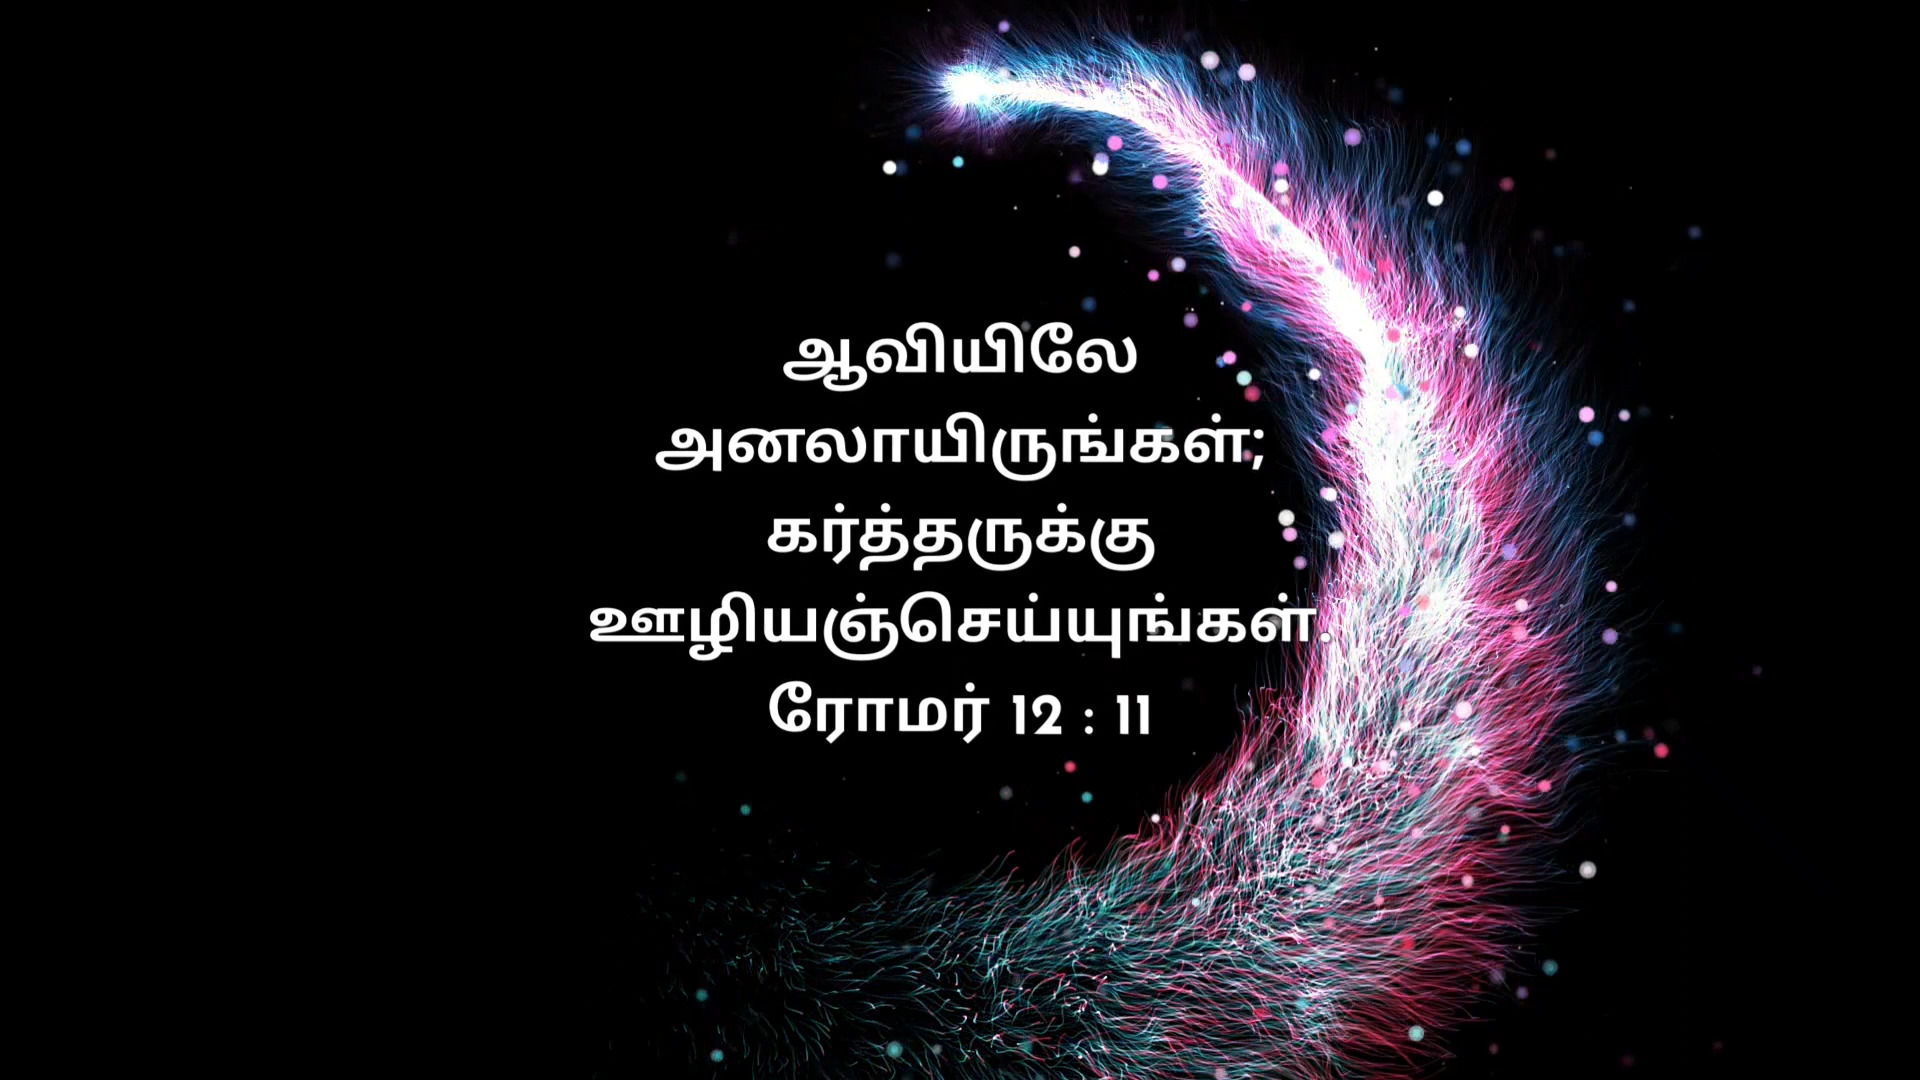 ஆவியிலே
அனலாயிருங்கள்;
கர்த்தருக்கு
ஊழியஞ்செய்யுங்கள்.
ரோமர் 12 : 11